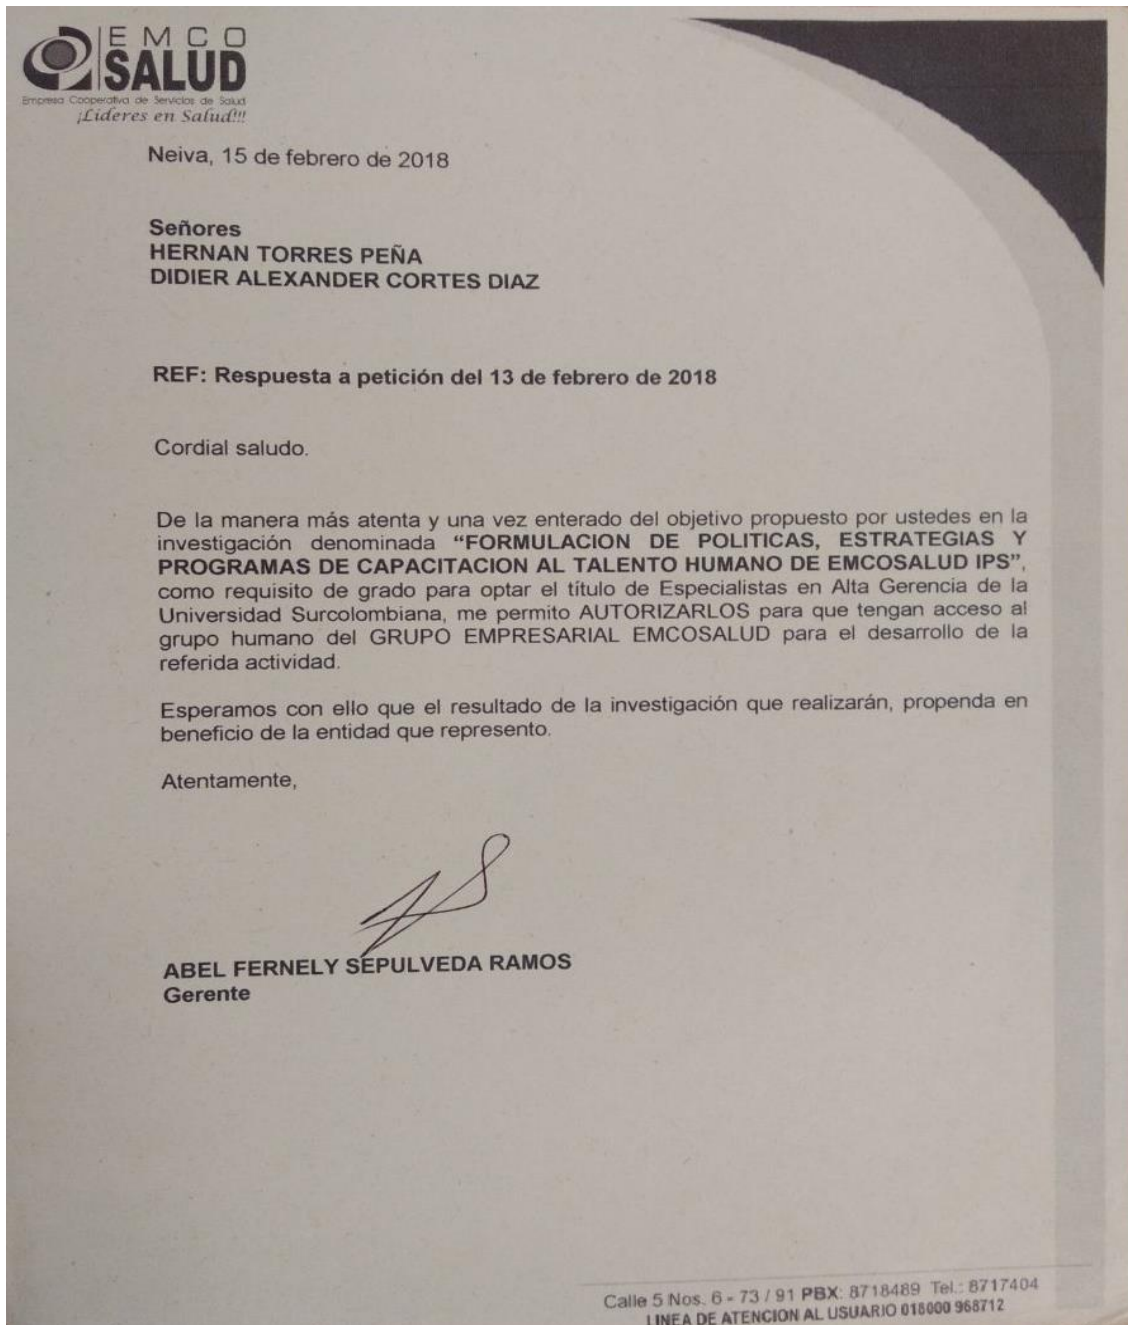 EMCO
SALUD
Empresa Cooperativa de Servicios de Salud
¡Líderes en Salud!!!
Neiva, 15 de febrero de 2018
Señores
HERNAN TORRES PEÑA
DIDIER ALEXANDER CORTES DIAZ
REF: Respuesta a petición del 13 de febrero de 2018
Cordial saludo.
De la manera más atenta y una vez enterado del objetivo propuesto por ustedes en la
investigación denominada “FORMULACION DE POLITICAS, ESTRATEGIAS Y
PROGRAMAS DE CAPACITACION AL TALENTO HUMANO DE EMCOSALUD IPS”,
como requisito de grado para optar el título de Especialistas en Alta Gerencia de la
Universidad Surcolombiana, me permito AUTORIZARLOS para que tengan acceso al
grupo humano del GRUPO EMPRESARIAL EMCOSALUD para el desarrollo de la
referida actividad.
Esperamos con ello que el resultado de la investigación que realizarán, propenda en
beneficio de la entidad que represento.
Atentamente,
ABEL FERNELY SEPULVEDA RAMOS
Gerente
Calle 5 Nos. 6 - 73 / 91 PBX: 8718489 Tel.: 8717404
LINEA DE ATENCION AL USUARIO 018000 968712